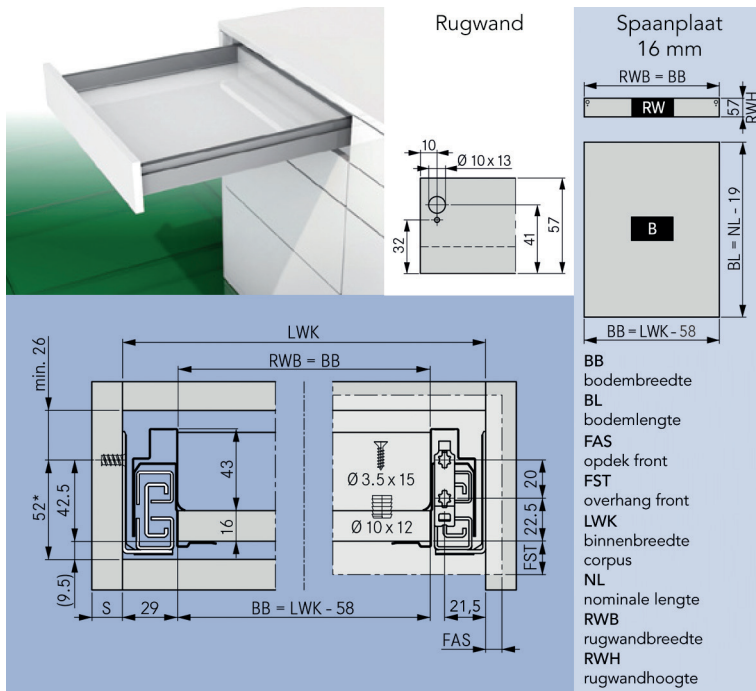 Rugwand
10
Ø 10 x 13
32
41
57
Spaanplaat
16 mm
RWB = BB
RW
57
RWH
B
BL = NL - 19
BB = LWK - 58
LWK
RWB = BB
min. 26
52*
42.5
(9.5)
43
16
Ø 3.5 x 15
Ø 10 x 12
20
22.5
FST
S
29
BB = LWK - 58
21,5
FAS
BB
bodembreedte
BL
bodemlengte
FAS
opdek front
FST
overhang front
LWK
binnenbreedte
corpus
NL
nominale lengte
RWB
rugwandbreedte
RWH
rugwandhoogte